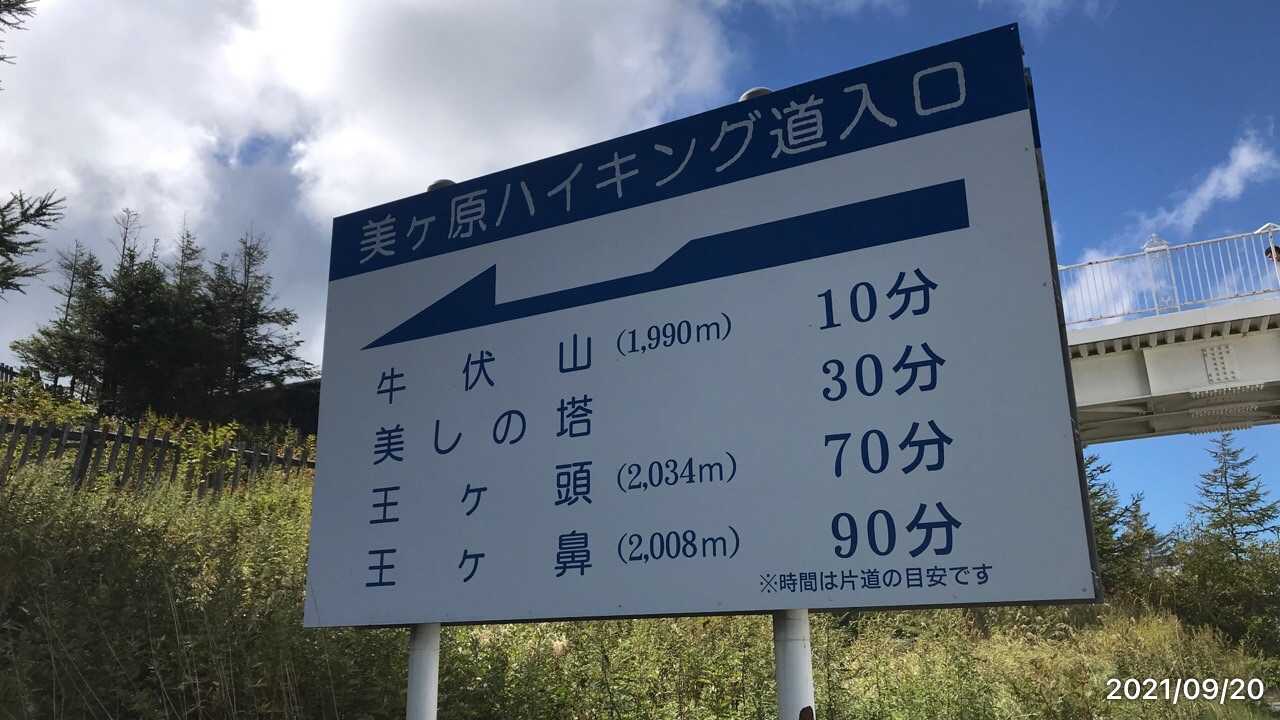 美ヶ原ハイキング道入口
牛伏山(1,990m) 10分
美しの塔 30分
王ヶ頭(2,034m) 70分
王ヶ鼻(2,008m) 90分
※時間は片道の目安です
2021/09/20